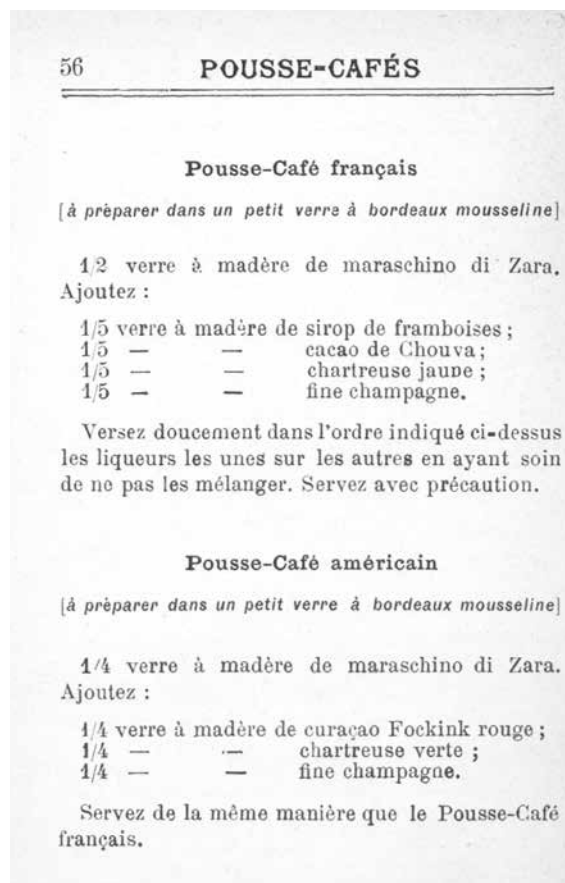 56 POUSSE-CAFÉS
Pousse-Café français
[à préparer dans un petit verre à bordeaux mousseline]
1/2 verre à madère de maraschino di Zara.
Ajoutez :
1/5 verre à madère de sirop de framboises ;
1/5 — — cacao de Chouva ;
1/5 — — chartreuse jaune ;
1/5 — — fine champagne.
Versez doucement dans l'ordre indiqué ci-dessus
les liqueurs les unes sur les autres en ayant soin
de ne pas les mélanger. Servez avec précaution.
Pousse-Café américain
[à préparer dans un petit verre à bordeaux mousseline]
1/4 verre à madère de maraschino di Zara.
Ajoutez :
1/4 verre à madère de curaçao Fockink rouge ;
1/4 — — chartreuse verte ;
1/4 — — fine champagne.
Servez de la même manière que le Pousse-Café
français.